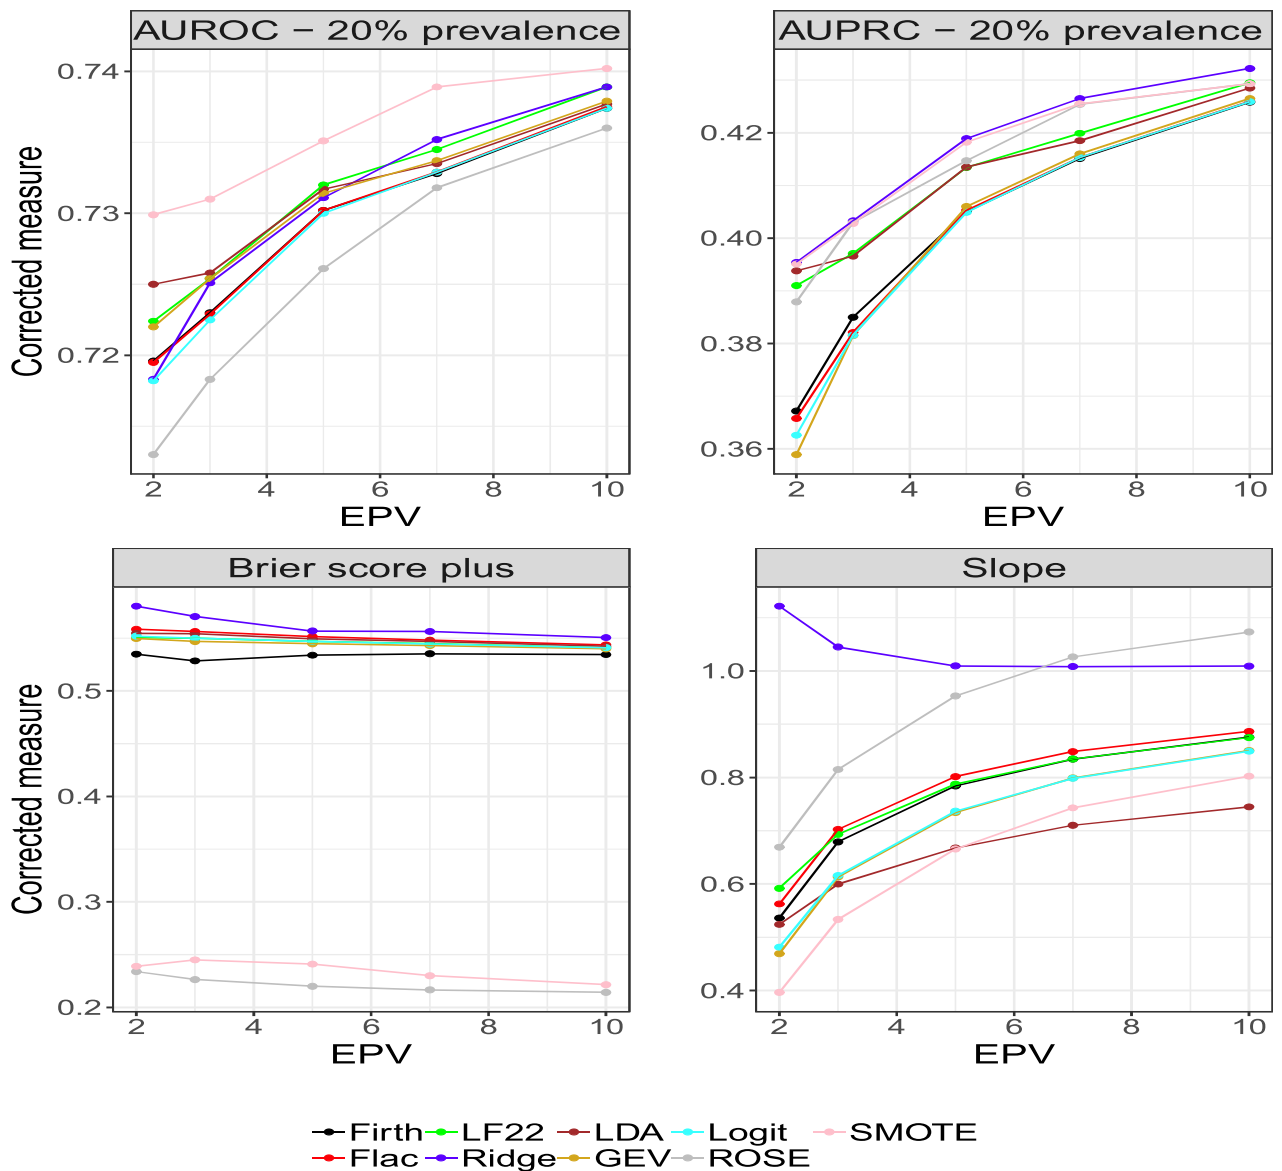 AUROC − 20% prevalence
AUPRC − 20% prevalence
Corrected measure
0.74
0.73
0.72
2 4 6 8 10
EPV
0.42
0.40
0.38
0.36
2 4 6 8 10
EPV
Brier score plus
Slope
Corrected measure
0.5
0.4
0.3
0.2
2 4 6 8 10
EPV
1.0
0.8
0.6
0.4
2 4 6 8 10
EPV
Firth LF22 LDA Logit SMOTE
Flac Ridge GEV ROSE